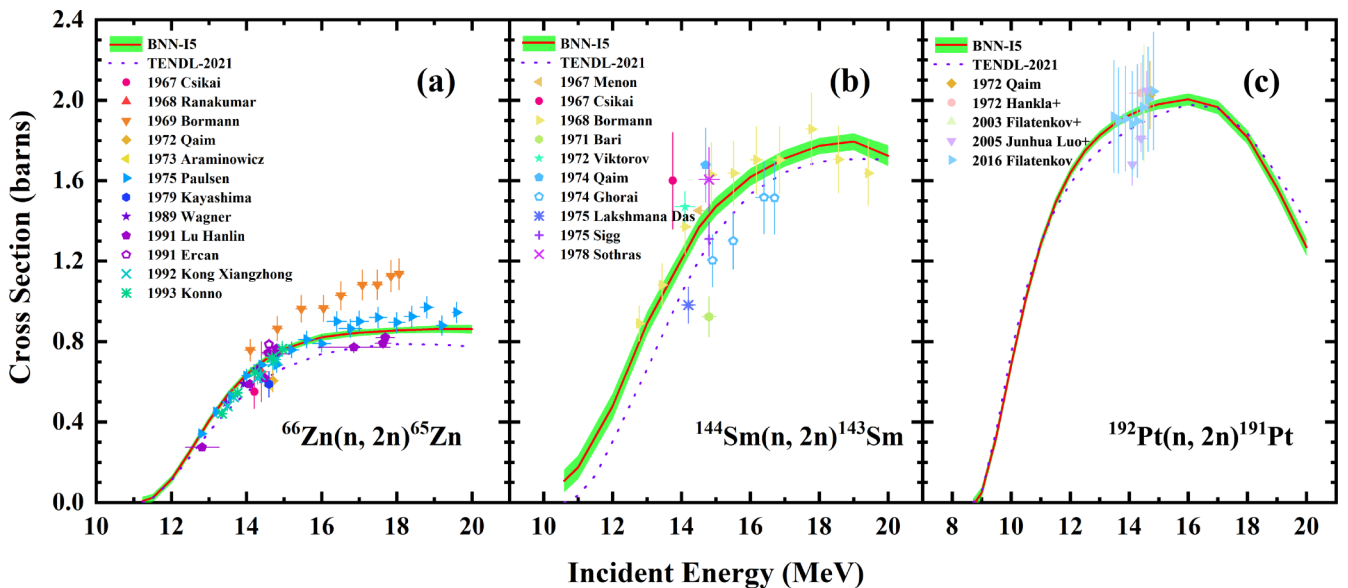 Cross Section (barns)
2.4
2.0
1.6
1.2
0.8
0.4
0.0
(a)
BNN-I5
TENDL-2021
1967 Csikai
1968 Ranakumar
1969 Bormann
1972 Qaim
1973 Araminowicz
1975 Paulsen
1979 Kayashima
1989 Wagner
1991 Lu Hanlin
1991 Ercan
1992 Kong Xiangzhong
1993 Konno
⁶⁶Zn(n, 2n)⁶⁵Zn
10 12 14 16 18 20
(b)
BNN-I5
TENDL-2021
1967 Menon
1967 Csikai
1968 Bormann
1971 Bari
1972 Viktorov
1974 Qaim
1974 Ghorai
1975 Lakshmana Das
1975 Sigg
1978 Sothras
¹⁴⁴Sm(n, 2n)¹⁴³Sm
10 12 14 16 18 20
(c)
BNN-I5
TENDL-2021
1972 Qaim
1972 Hankla+
2003 Filatenkov+
2005 Junhua Luo+
2016 Filatenkov
¹⁹²Pt(n, 2n)¹⁹¹Pt
8 10 12 14 16 18 20
Incident Energy (MeV)